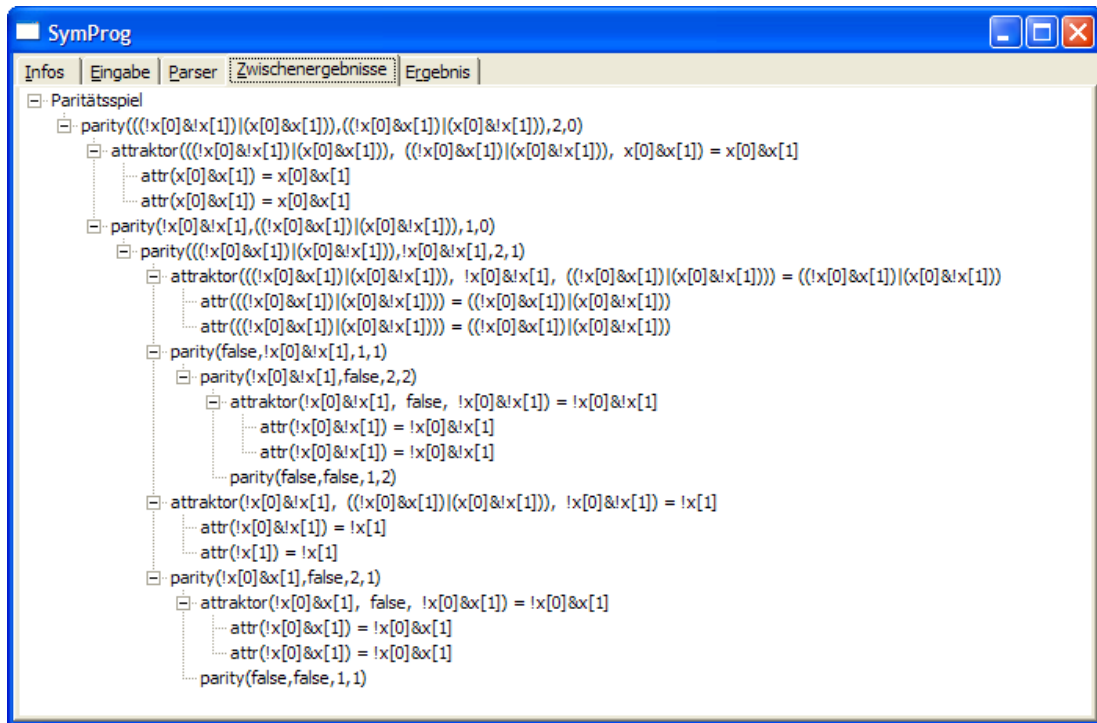 SymProg
Infos Eingabe Parser Zwischenergebnisse Ergebnis
Paritätsspiel
parity(((!x[0]&!x[1])|(x[0]&x[1])),((!x[0]&x[1])|(x[0]&!x[1])),2,0)
attraktor(((!x[0]&!x[1])|(x[0]&x[1])), ((!x[0]&x[1])|(x[0]&!x[1])), x[0]&x[1]) = x[0]&x[1]
attr(x[0]&x[1]) = x[0]&x[1]
attr(x[0]&x[1]) = x[0]&x[1]
parity(!x[0]&!x[1],((!x[0]&x[1])|(x[0]&!x[1])),1,0)
parity(((!x[0]&x[1])|(x[0]&!x[1])),!x[0]&!x[1],2,1)
attraktor(((!x[0]&x[1])|(x[0]&!x[1])), !x[0]&!x[1], ((!x[0]&x[1])|(x[0]&!x[1]))) = ((!x[0]&x[1])|(x[0]&!x[1]))
attr(((!x[0]&x[1])|(x[0]&!x[1]))) = ((!x[0]&x[1])|(x[0]&!x[1]))
attr(((!x[0]&x[1])|(x[0]&!x[1]))) = ((!x[0]&x[1])|(x[0]&!x[1]))
parity(false,!x[0]&!x[1],1,1)
parity(!x[0]&!x[1],false,2,2)
attraktor(!x[0]&!x[1], false, !x[0]&!x[1]) = !x[0]&!x[1]
attr(!x[0]&!x[1]) = !x[0]&!x[1]
attr(!x[0]&!x[1]) = !x[0]&!x[1]
parity(false,false,1,2)
attraktor(!x[0]&!x[1], ((!x[0]&x[1])|(x[0]&!x[1])), !x[0]&!x[1]) = !x[1]
attr(!x[0]&!x[1]) = !x[1]
attr(!x[1]) = !x[1]
parity(!x[0]&x[1],false,2,1)
attraktor(!x[0]&x[1], false, !x[0]&x[1]) = !x[0]&x[1]
attr(!x[0]&x[1]) = !x[0]&x[1]
attr(!x[0]&x[1]) = !x[0]&x[1]
parity(false,false,1,1)